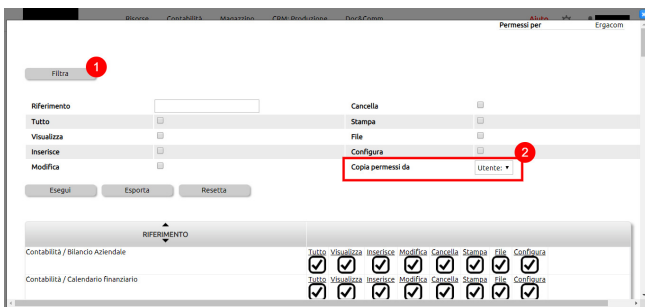 Risorse Contabilità Magazzino CRM: Produzione Doc&Comm Aiuto
Permessi per Ergacom
Filtra 1
Riferimento Cancella
Tutto Stampa
Visualizza File
Inserisce Configura 2
Modifica Copia permessi da Utente:
Esegui Esporta Resetta
RIFERIMENTO
Contabilità / Bilancio Aziendale Tutto Visualizza Inserisce Modifica Cancella Stampa File Configura
Contabilità / Calendario finanziario Tutto Visualizza Inserisce Modifica Cancella Stampa File Configura